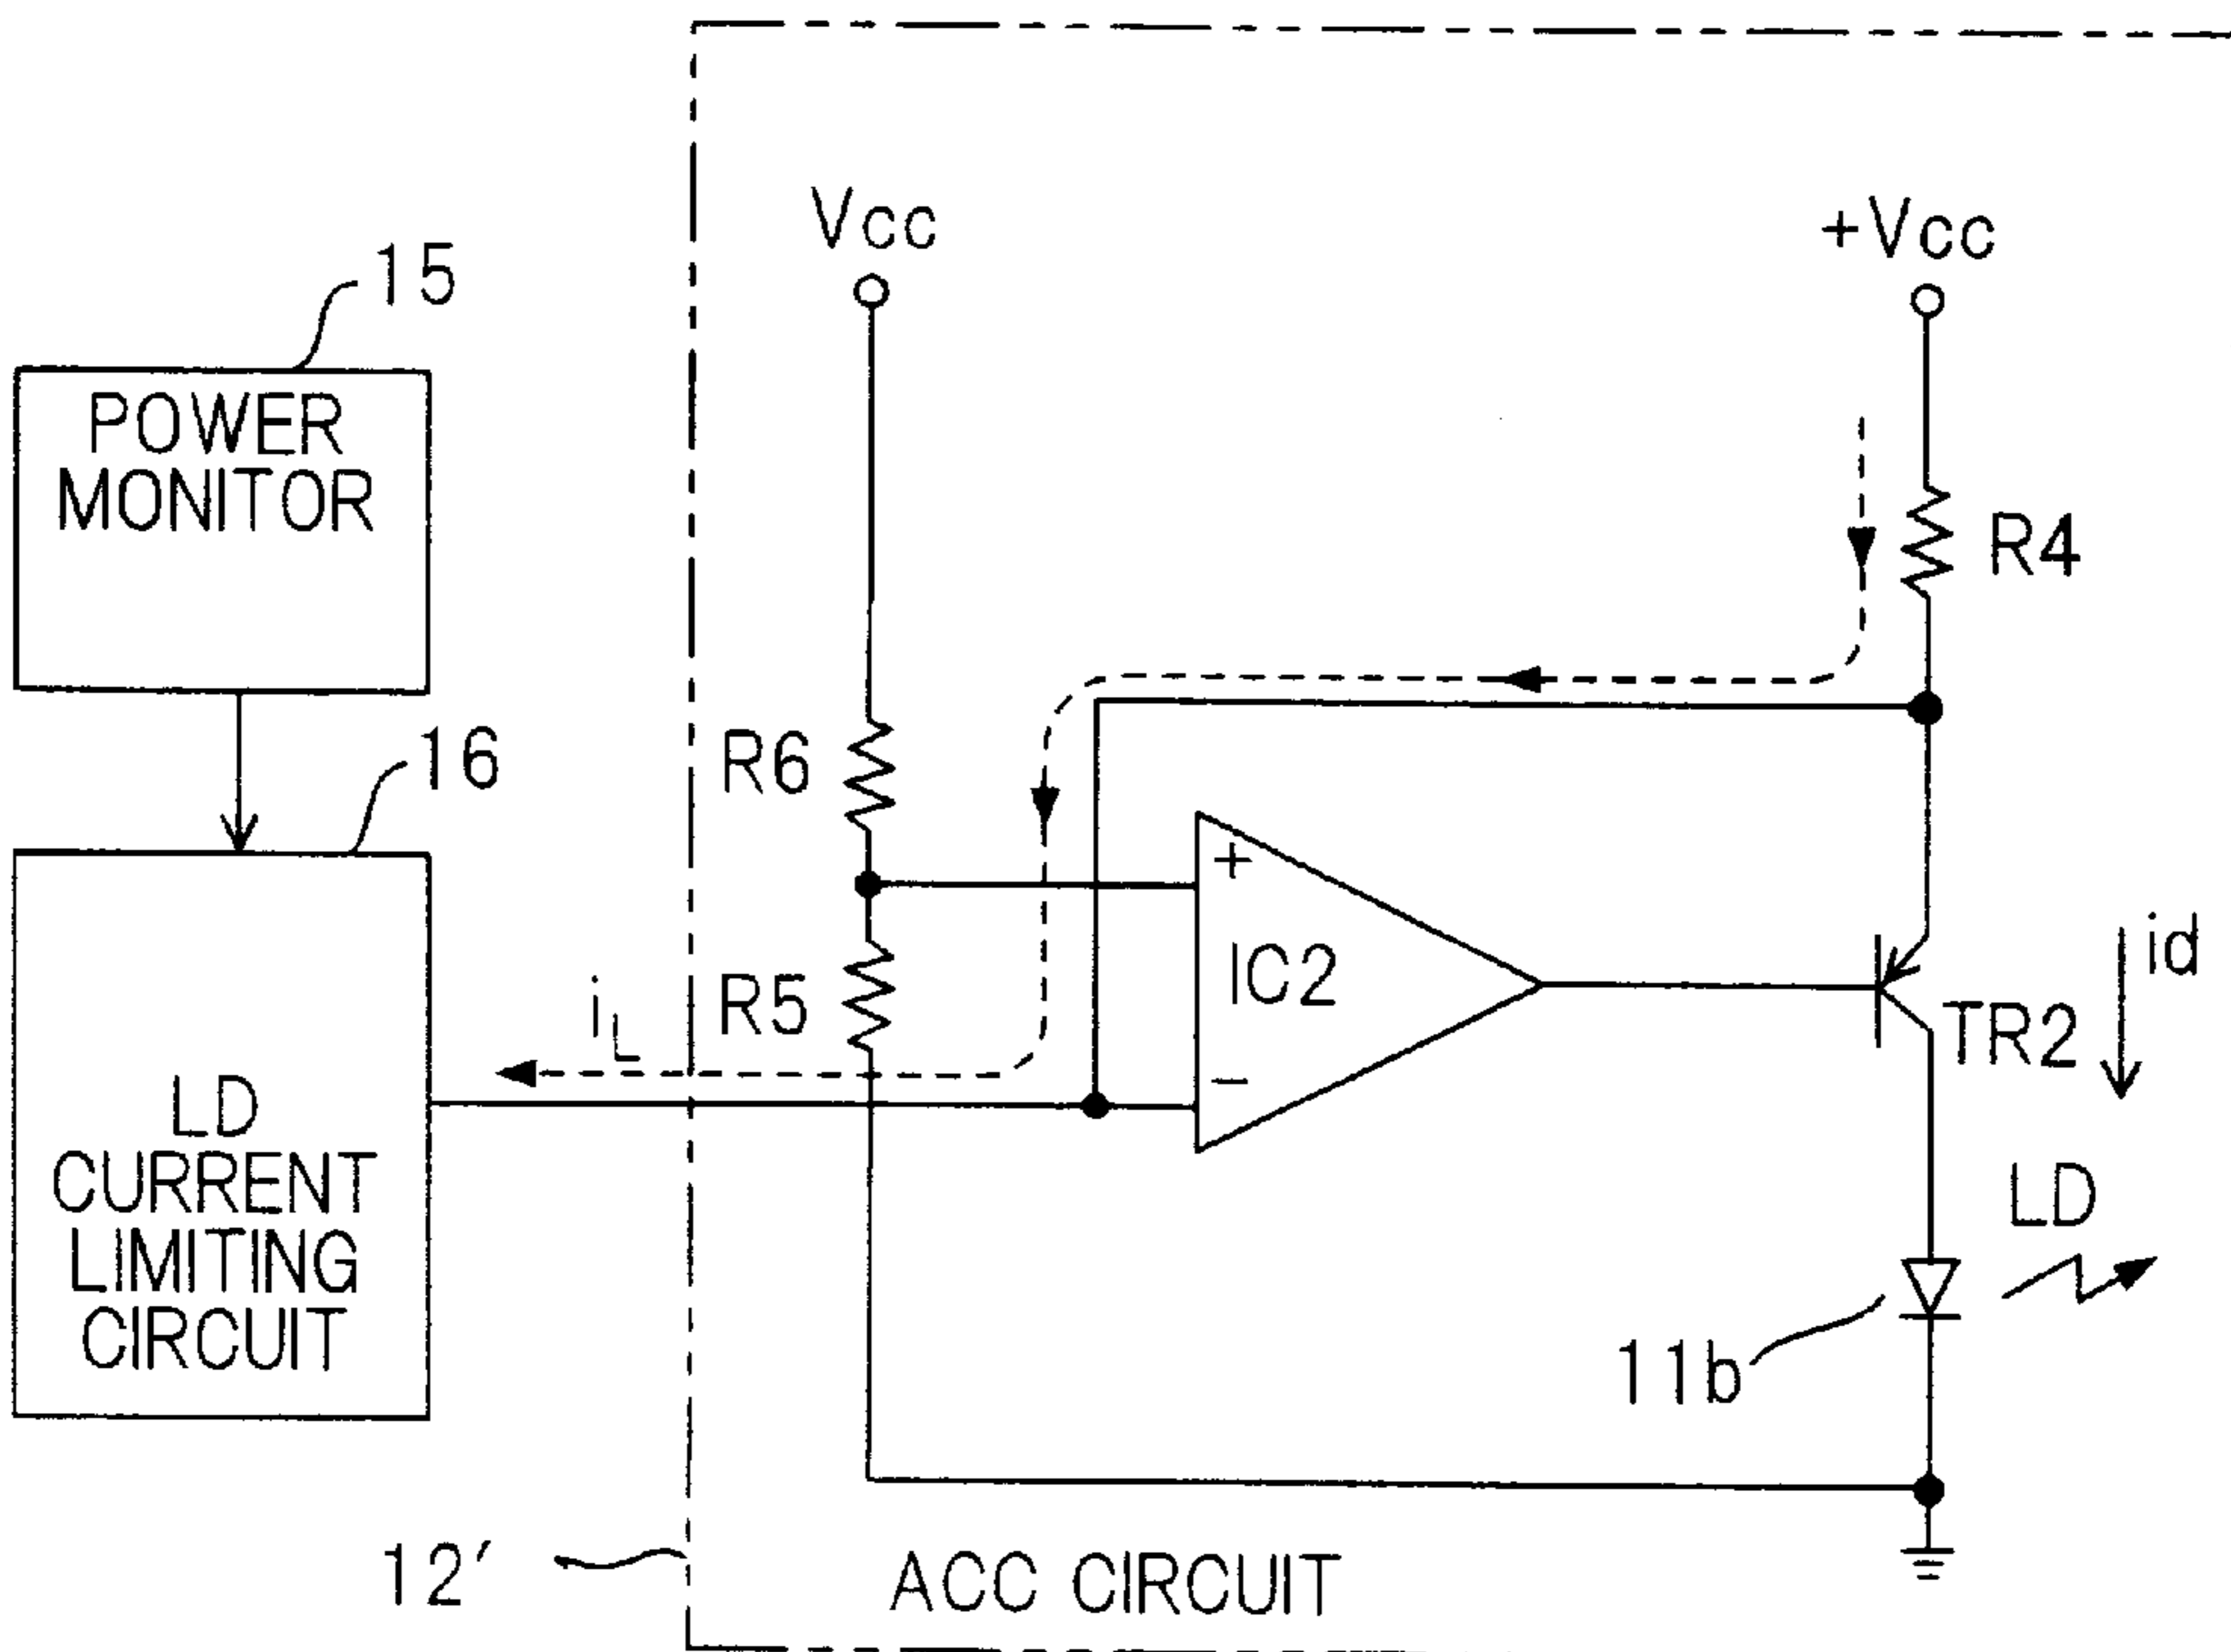 Vcc
+Vcc
15
POWER
MONITOR
R4
16
R6
+
IC2
id
iL
R5
TR2
−
LD
CURRENT
LIMITING
CIRCUIT
LD
11b
12′
ACC CIRCUIT